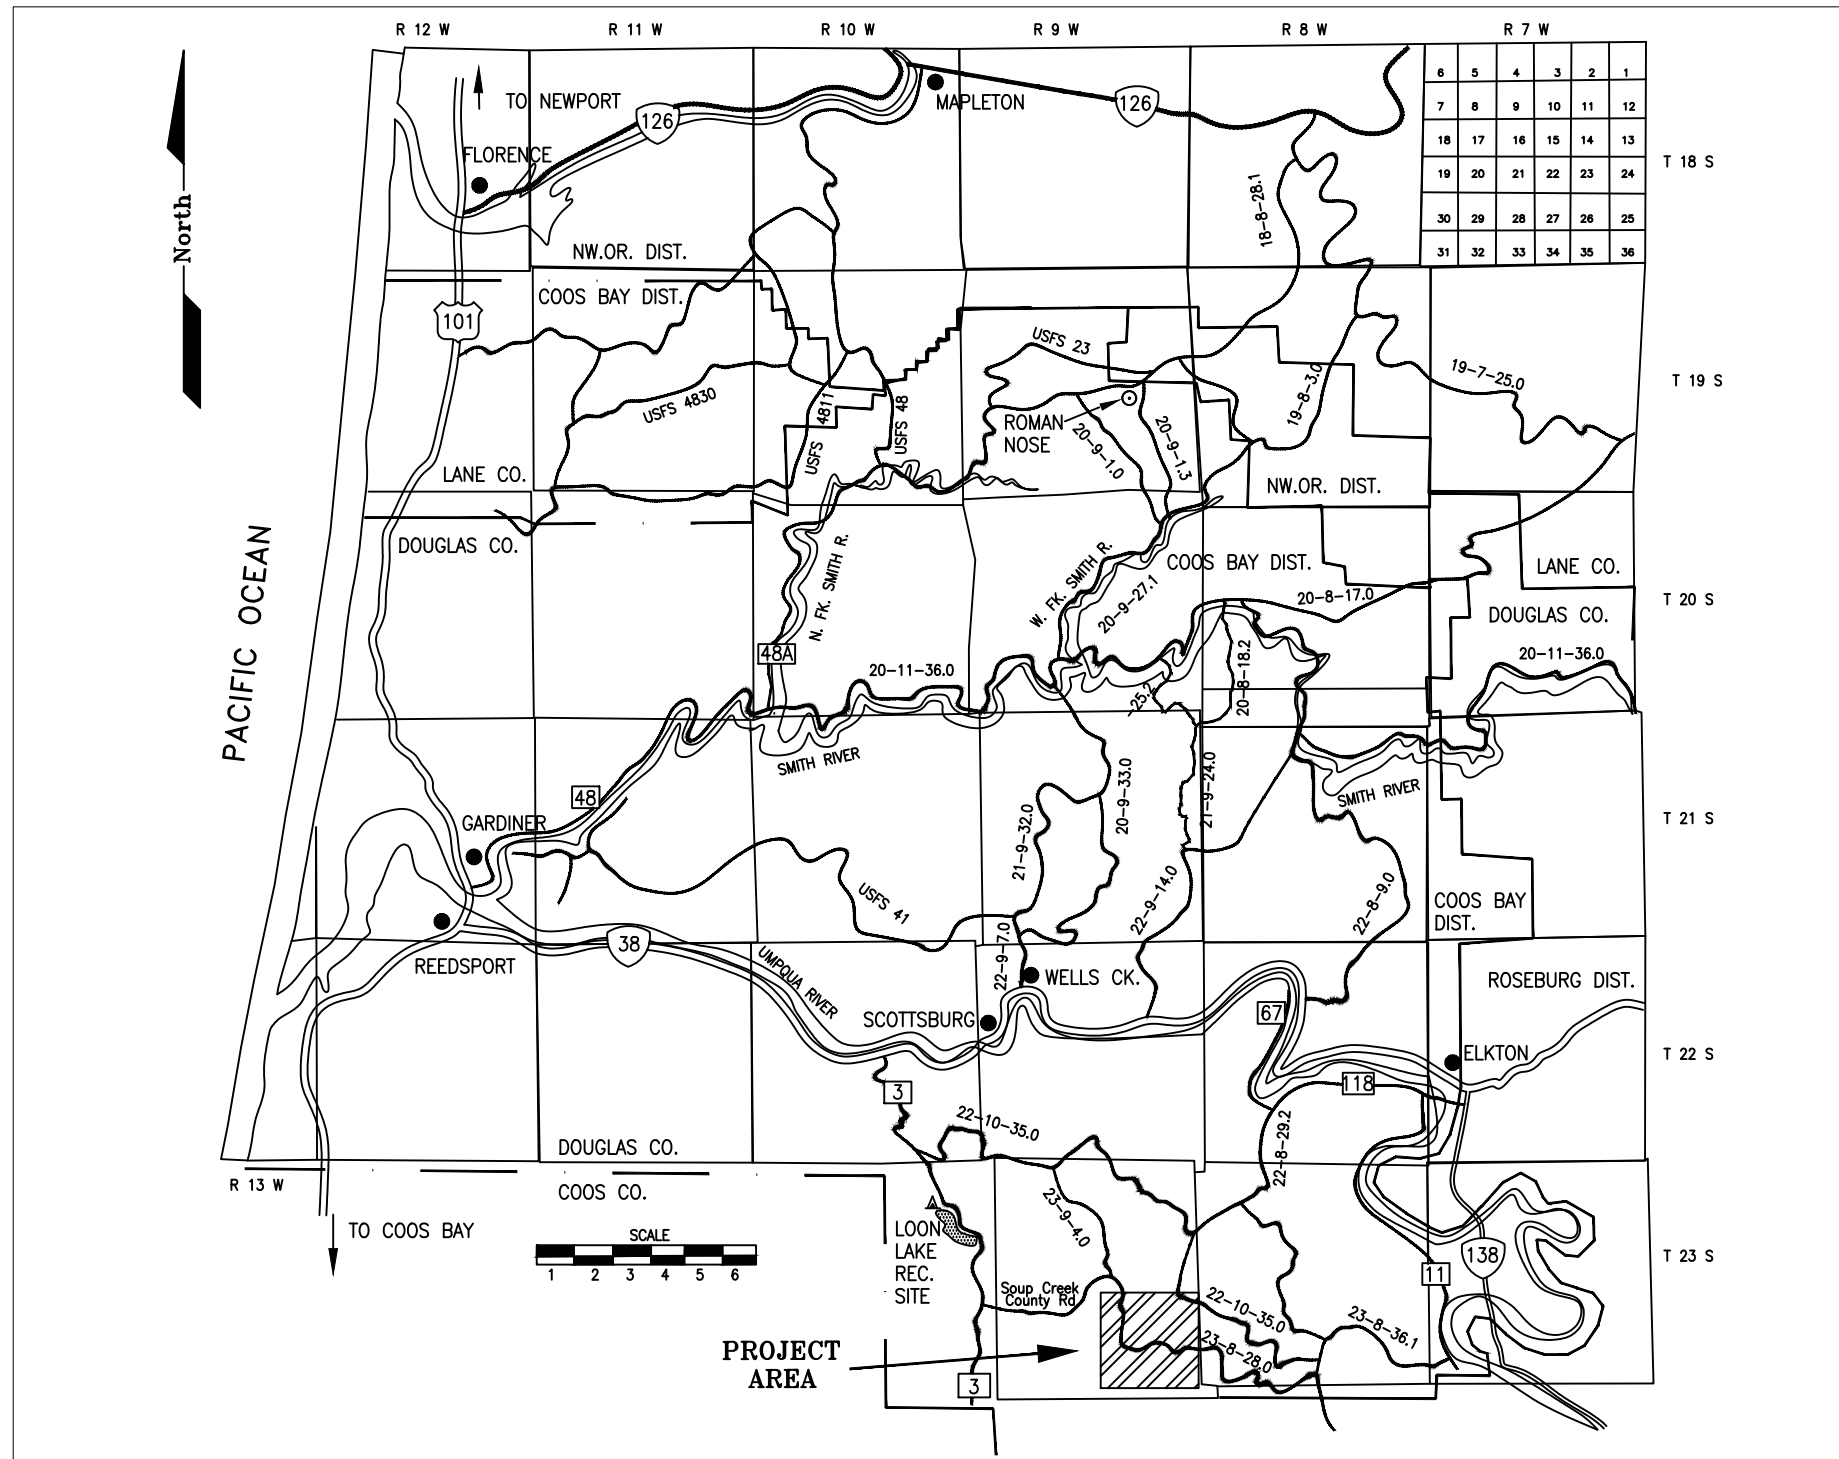 R 12 W
R 11 W
R 10 W
R 9 W
R 8 W
R 7 W
6 5 4 3 2 1
7 8 9 10 11 12
18 17 16 15 14 13
19 20 21 22 23 24
30 29 28 27 26 25
31 32 33 34 35 36
T 18 S
T 19 S
T 20 S
T 21 S
T 22 S
T 23 S
North
TO NEWPORT
126
MAPLETON
126
FLORENCE
18-8-28.1
NW.OR. DIST.
COOS BAY DIST.
101
USFS 23
USFS 4830
USFS 4811
USFS 48
ROMAN
NOSE
20-9-1.0
20-9-1.3
19-8-3.0
19-7-25.0
LANE CO.
NW.OR. DIST.
DOUGLAS CO.
PACIFIC OCEAN
N. FK. SMITH R.
W. FK. SMITH R.
20-9-27.1
COOS BAY DIST.
20-8-17.0
LANE CO.
DOUGLAS CO.
48A
20-11-36.0
20-8-18.2
-25.2
20-11-36.0
SMITH RIVER
48
GARDINER
21-9-32.0
20-9-33.0
21-9-24.0
SMITH RIVER
USFS 41
22-9-14.0
22-8-9.0
COOS BAY
DIST.
REEDSPORT
38
UMPQUA RIVER
22-9-7.0
WELLS CK.
ROSEBURG DIST.
SCOTTSBURG
67
ELKTON
3
118
22-10-35.0
22-8-29.2
DOUGLAS CO.
R 13 W
COOS CO.
TO COOS BAY
SCALE
1 2 3 4 5 6
LOON
LAKE
REC.
SITE
23-9-4.0
138
11
Soup Creek
County Rd
22-10-35.0
23-8-28.0
23-8-36.1
PROJECT
AREA
3